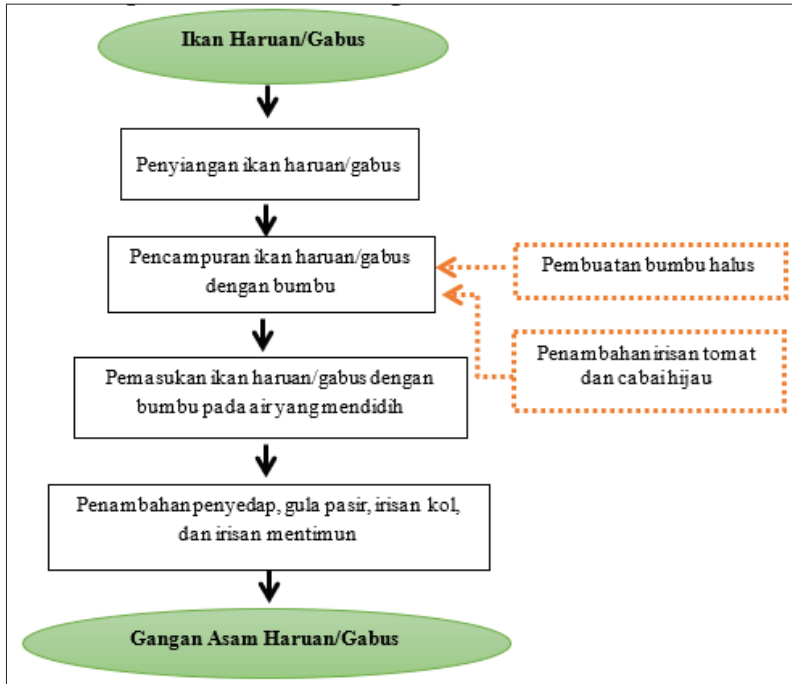 Ikan Haruan/Gabus
Penyiangan ikan haruan/gabus
Pencampuran ikan haruan/gabus
dengan bumbu
Pembuatan bumbu halus
Penambahan irisan tomat
dan cabai hijau
Pemasukan ikan haruan/gabus dengan
bumbu pada air yang mendidih
Penambahan penyedap, gula pasir, irisan kol,
dan irisan mentimun
Gangan Asam Haruan/Gabus